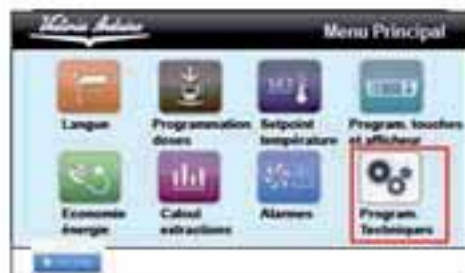 Victoria Arduino
Menu Principal
Langue
Programmation doses
Setpoint température
Program. touches et afficheur
Economie énergie
Calcul extractions
Alarmes
Program. Techniques